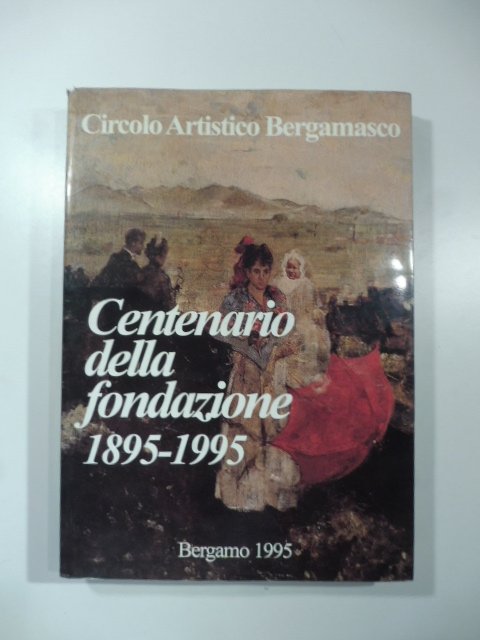 Circolo Artistico Bergamasco
Centenario
della
fondazione
1895-1995
Bergamo 1995